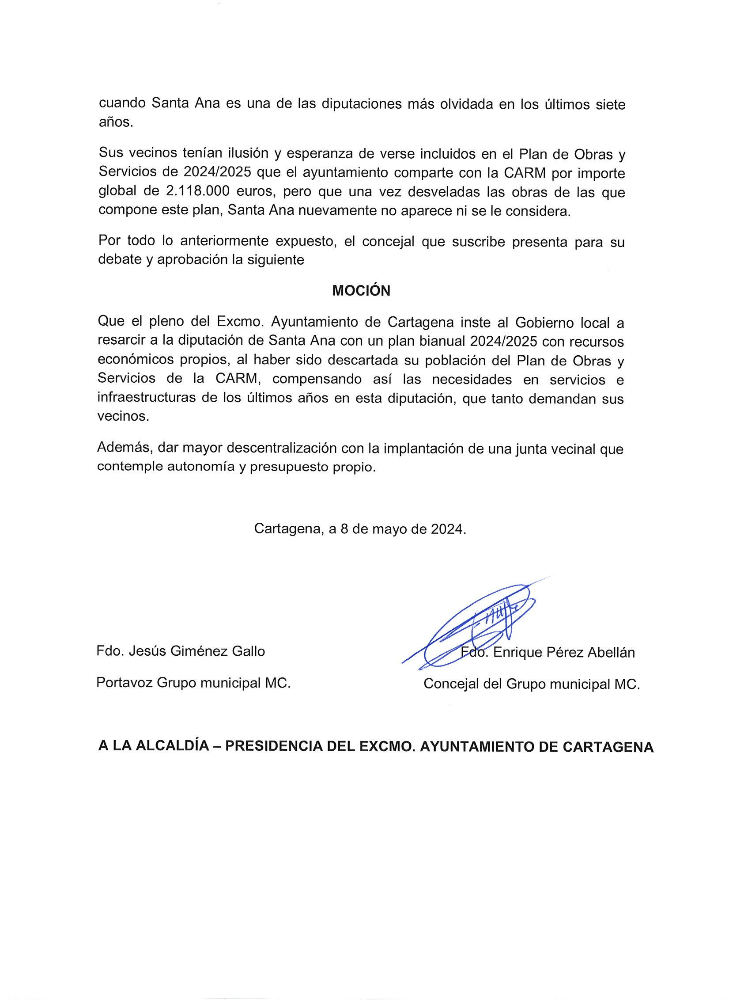 cuando Santa Ana es una de las diputaciones más olvidada en los últimos siete
años.
Sus vecinos tenían ilusión y esperanza de verse incluidos en el Plan de Obras y
Servicios de 2024/2025 que el ayuntamiento comparte con la CARM por importe
global de 2.118.000 euros, pero que una vez desveladas las obras de las que
compone este plan, Santa Ana nuevamente no aparece ni se le considera.
Por todo lo anteriormente expuesto, el concejal que suscribe presenta para su
debate y aprobación la siguiente
MOCIÓN
Que el pleno del Excmo. Ayuntamiento de Cartagena inste al Gobierno local a
resarcir a la diputación de Santa Ana con un plan bianual 2024/2025 con recursos
económicos propios, al haber sido descartada su población del Plan de Obras y
Servicios de la CARM, compensando así las necesidades en servicios e
infraestructuras de los últimos años en esta diputación, que tanto demandan sus
vecinos.
Además, dar mayor descentralización con la implantación de una junta vecinal que
contemple autonomía y presupuesto propio.
Cartagena, a 8 de mayo de 2024.
Fdo. Jesús Giménez Gallo
Fdo. Enrique Pérez Abellán
Portavoz Grupo municipal MC.
Concejal del Grupo municipal MC.
A LA ALCALDÍA – PRESIDENCIA DEL EXCMO. AYUNTAMIENTO DE CARTAGENA